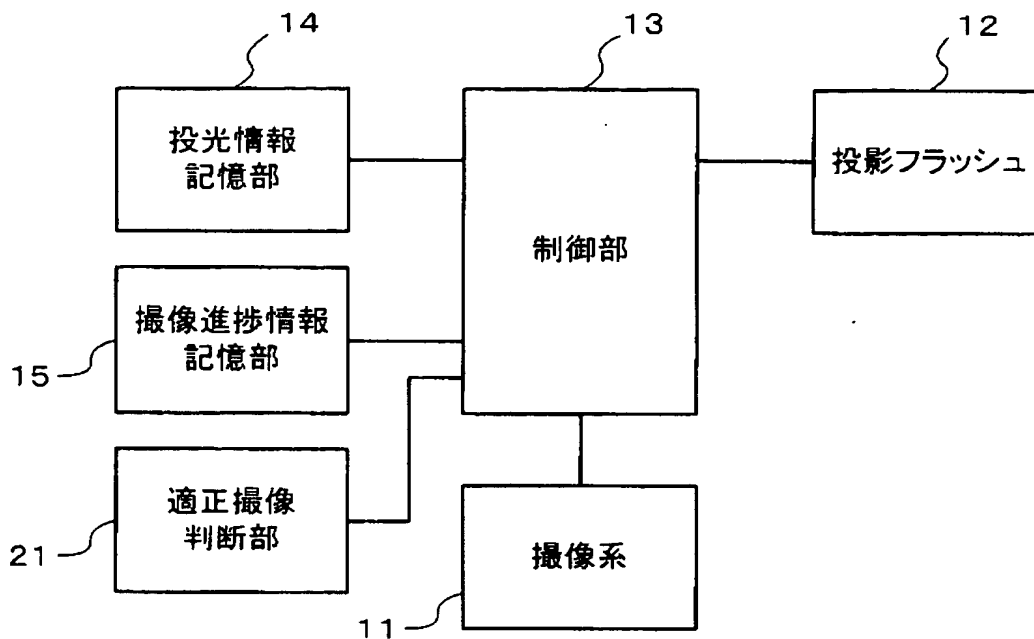 14
13
12
投光情報
記憶部
制御部
投影フラッシュ
撮像進捗情報
記憶部
15
適正撮像
判断部
21
撮像系
11